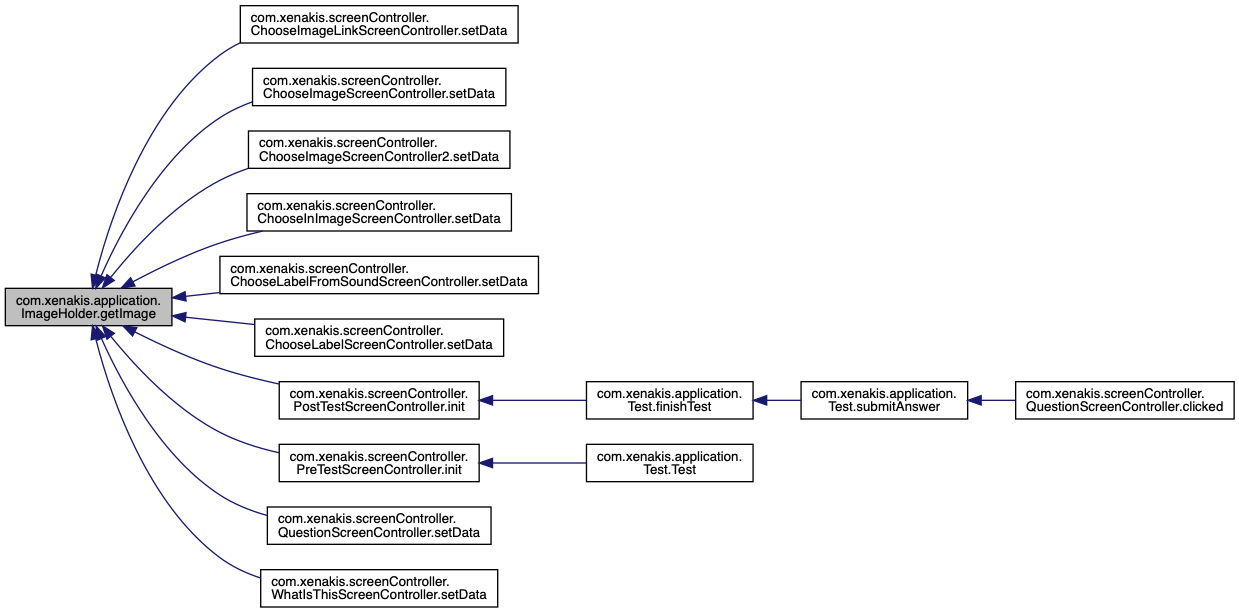 com.xenakis.screenController.
ChooseImageLinkScreenController.setData
com.xenakis.screenController.
ChooseImageScreenController.setData
com.xenakis.screenController.
ChooseImageScreenController2.setData
com.xenakis.screenController.
ChooseInImageScreenController.setData
com.xenakis.screenController.
ChooseLabelFromSoundScreenController.setData
com.xenakis.application.
ImageHolder.getImage
com.xenakis.screenController.
ChooseLabelScreenController.setData
com.xenakis.screenController.
PostTestScreenController.init
com.xenakis.application.
Test.finishTest
com.xenakis.application.
Test.submitAnswer
com.xenakis.screenController.
QuestionScreenController.clicked
com.xenakis.screenController.
PreTestScreenController.init
com.xenakis.application.
Test.Test
com.xenakis.screenController.
QuestionScreenController.setData
com.xenakis.screenController.
WhatIsThisScreenController.setData